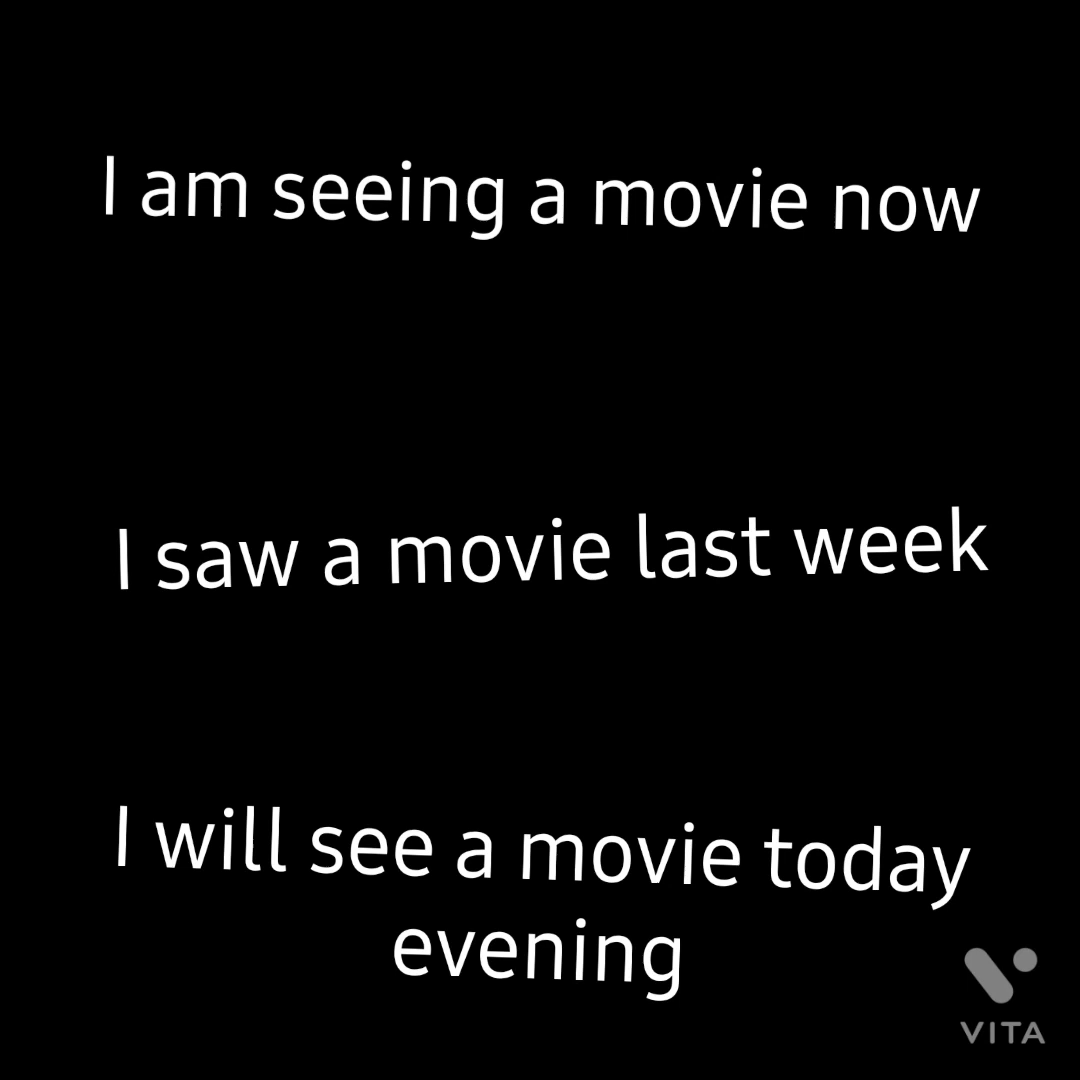 I am seeing a movie now
I saw a movie last week
I will see a movie today
evening
VITA